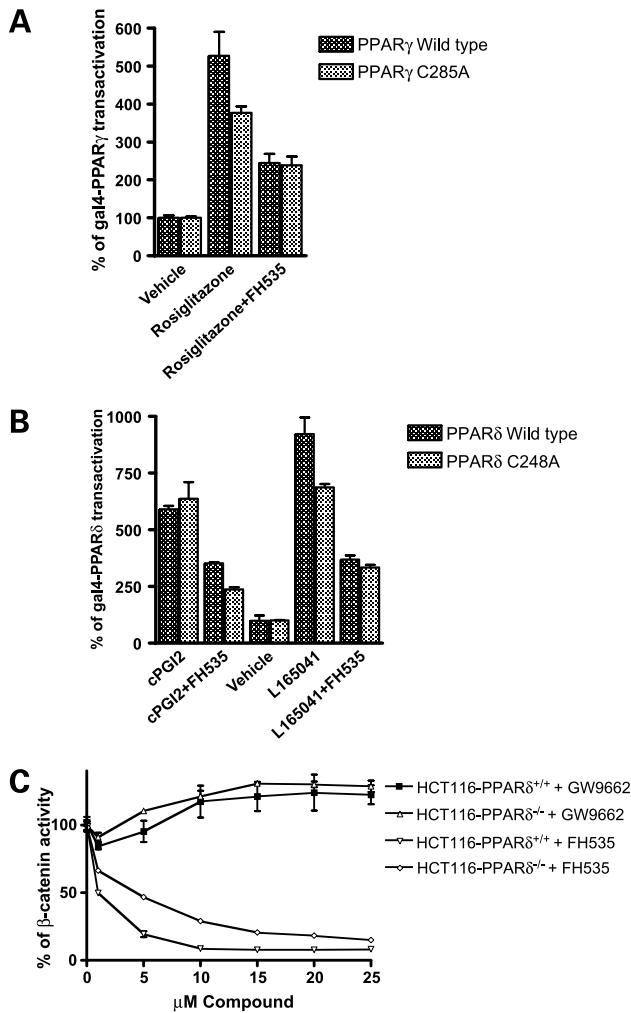 A
% of gal4-PPARγ transactivation
600
500
400
300
200
100
0
Vehicle
Rosiglitazone
Rosiglitazone+FH535
PPARγ Wild type
PPARγ C285A
B
% of gal4-PPARδ transactivation
1000
750
500
250
0
cPGI2
cPGI2+FH535
Vehicle
L165041
L165041+FH535
PPARδ Wild type
PPARδ C248A
C
% of β-catenin activity
100
50
0
0 5 10 15 20 25
μM Compound
HCT116-PPARδ+/+ + GW9662
HCT116-PPARδ-/- + GW9662
HCT116-PPARδ+/+ + FH535
HCT116-PPARδ-/- + FH535